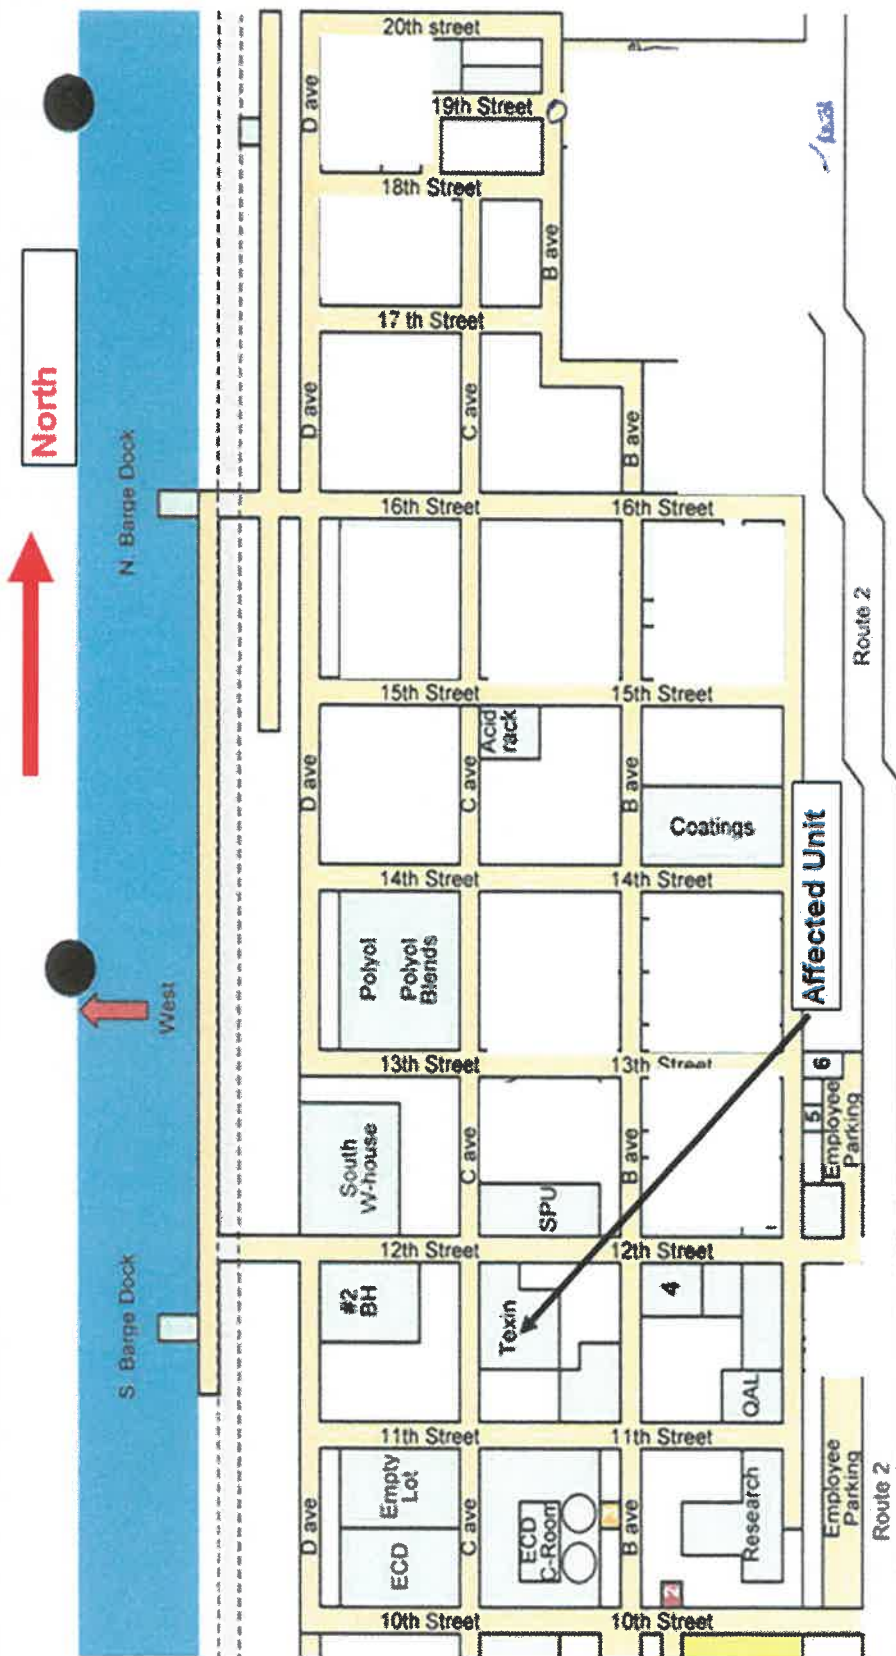 20th street
D ave
19th Street
18th Street
B ave
17 th Street
North
D ave
C ave
B ave
N. Barge Dock
16th Street
16th Street
Route 2
15th Street
15th Street
Acid
rack
D ave
C ave
B ave
Coatings
14th Street
14th Street
Affected Unit
Polyol
Polyol
Blends
West
13th Street
13th Street
6
5
Employee
Parking
South
W-house
C ave
B ave
SPU
12th Street
12th Street
S. Barge Dock
#2
BH
Texin
4
QAL
11th Street
11th Street
Empty
Lot
ECD
D ave
C ave
ECD
C-Room
B ave
Research
Employee
Parking
Route 2
10th Street
10th Street